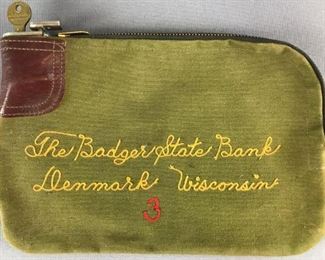 The Badger State Bank
Denmark Wisconsin
3